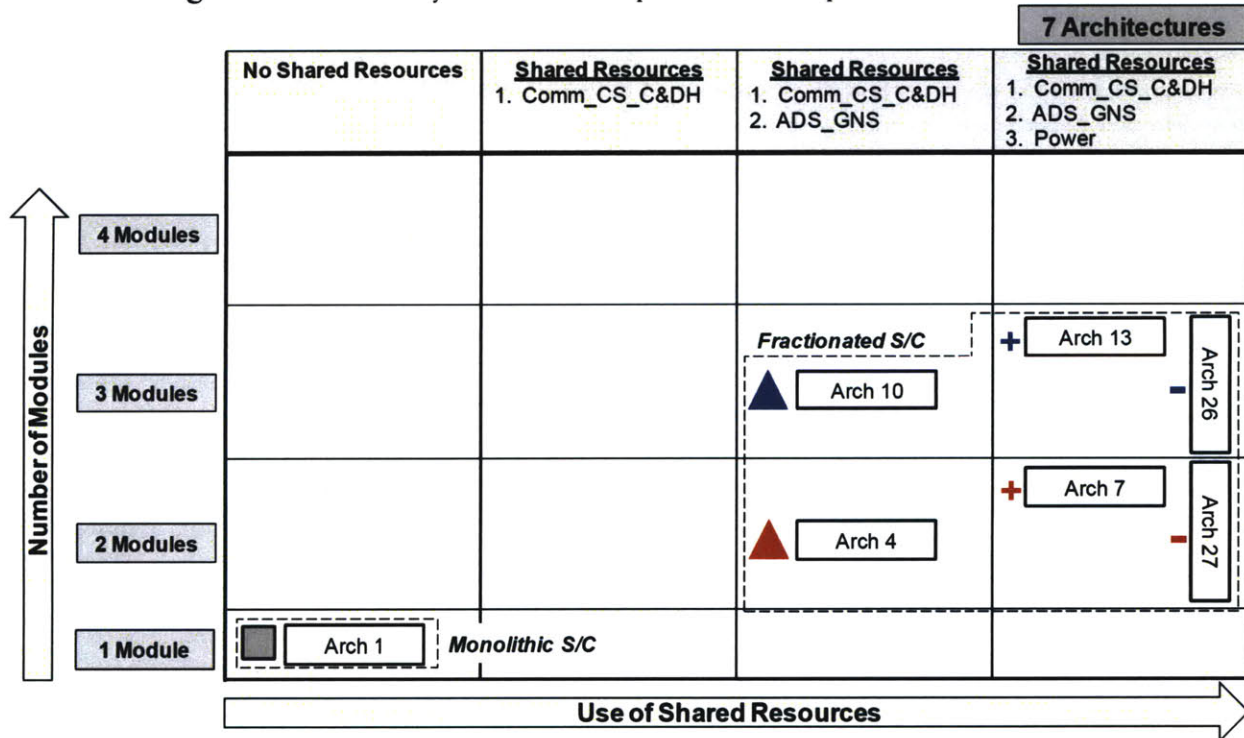 7 Architectures
No Shared Resources
Shared Resources
1. Comm_CS_C&DH
Shared Resources
1. Comm_CS_C&DH
2. ADS_GNS
Shared Resources
1. Comm_CS_C&DH
2. ADS_GNS
3. Power
Number of Modules
4 Modules
3 Modules
2 Modules
1 Module
Fractionated S/C
Arch 10
+ Arch 13
- Arch 26
Arch 4
+ Arch 7
- Arch 27
Arch 1
Monolithic S/C
Use of Shared Resources